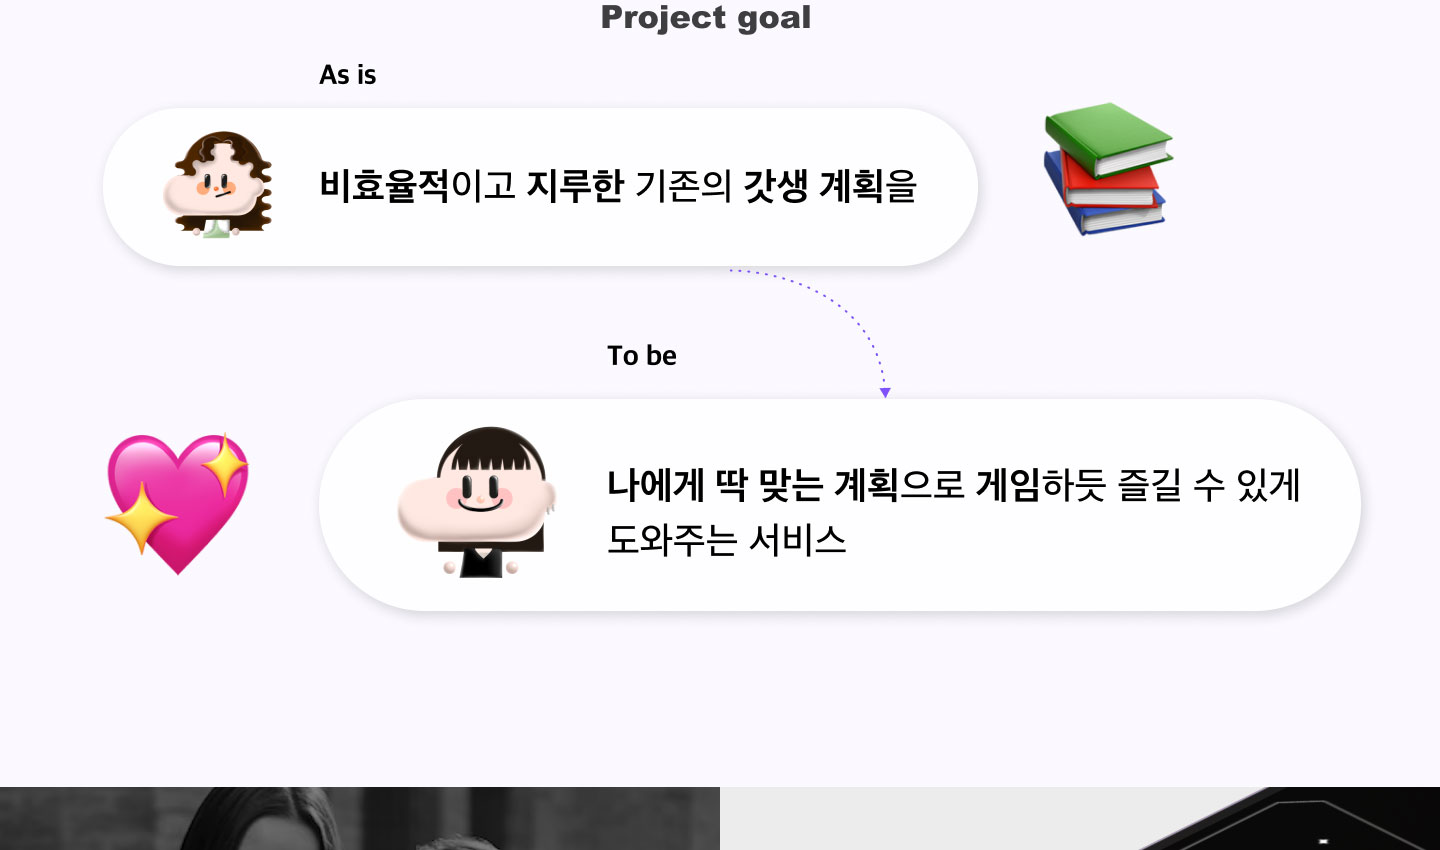 Project goal
As is
비효율적이고 지루한 기존의 갓생 계획을
To be
나에게 딱 맞는 계획으로 게임하듯 즐길 수 있게
도와주는 서비스